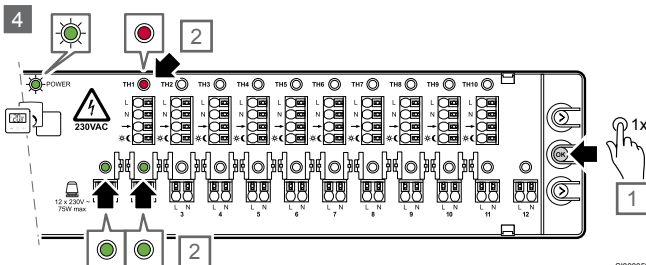 4
2
POWER
TH1 TH2 TH3 TH4 TH5 TH6 TH7 TH8 TH9 TH10
230VAC
L L L L L L L L L L
N N N N N N N N N N
1x
OK
12 x 230V ~
75W max
L N L N L N L N L N L N L N L N L N L N
3 4 5 6 7 8 9 10 11 12
1
2